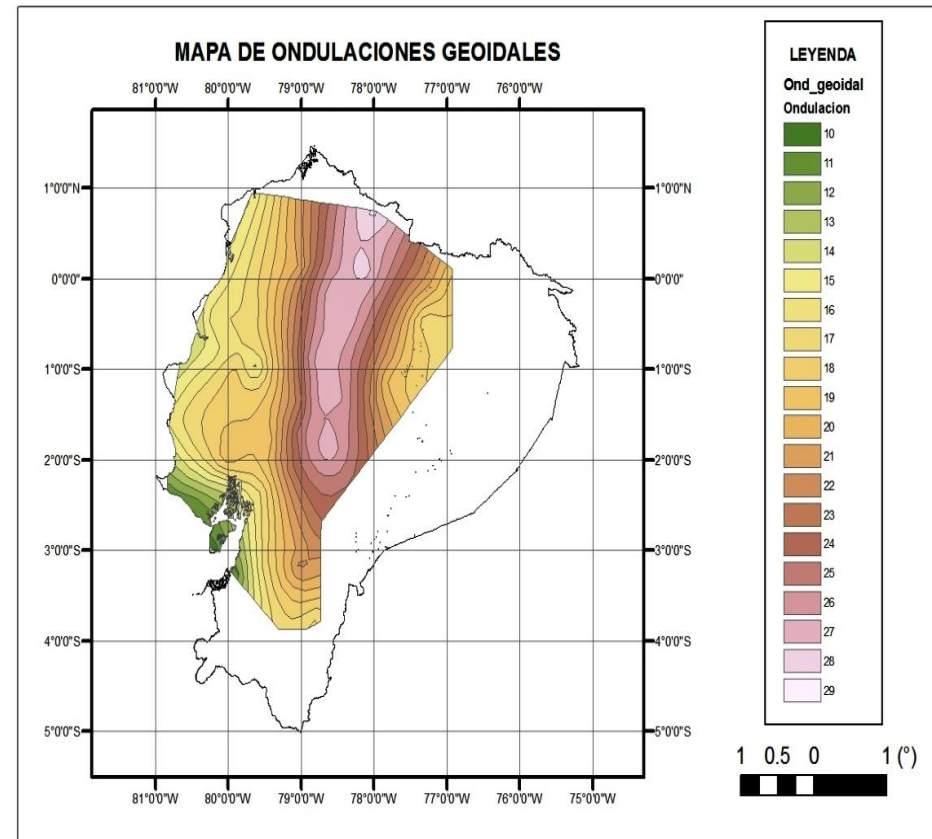 MAPA DE ONDULACIONES GEOIDALES
81°0'0"W 80°0'0"W 79°0'0"W 78°0'0"W 77°0'0"W 76°0'0"W
1°0'0"N 1°0'0"N
0°0'0" 0°0'0"
1°0'0"S 1°0'0"S
2°0'0"S 2°0'0"S
3°0'0"S 3°0'0"S
4°0'0"S 4°0'0"S
5°0'0"S 5°0'0"S
81°0'0"W 80°0'0"W 79°0'0"W 78°0'0"W 77°0'0"W 76°0'0"W 75°0'0"W
LEYENDA
Ond_geoidal
Ondulacion
10
11
12
13
14
15
16
17
18
19
20
21
22
23
24
25
26
27
28
29
1 0.5 0 1 (°)